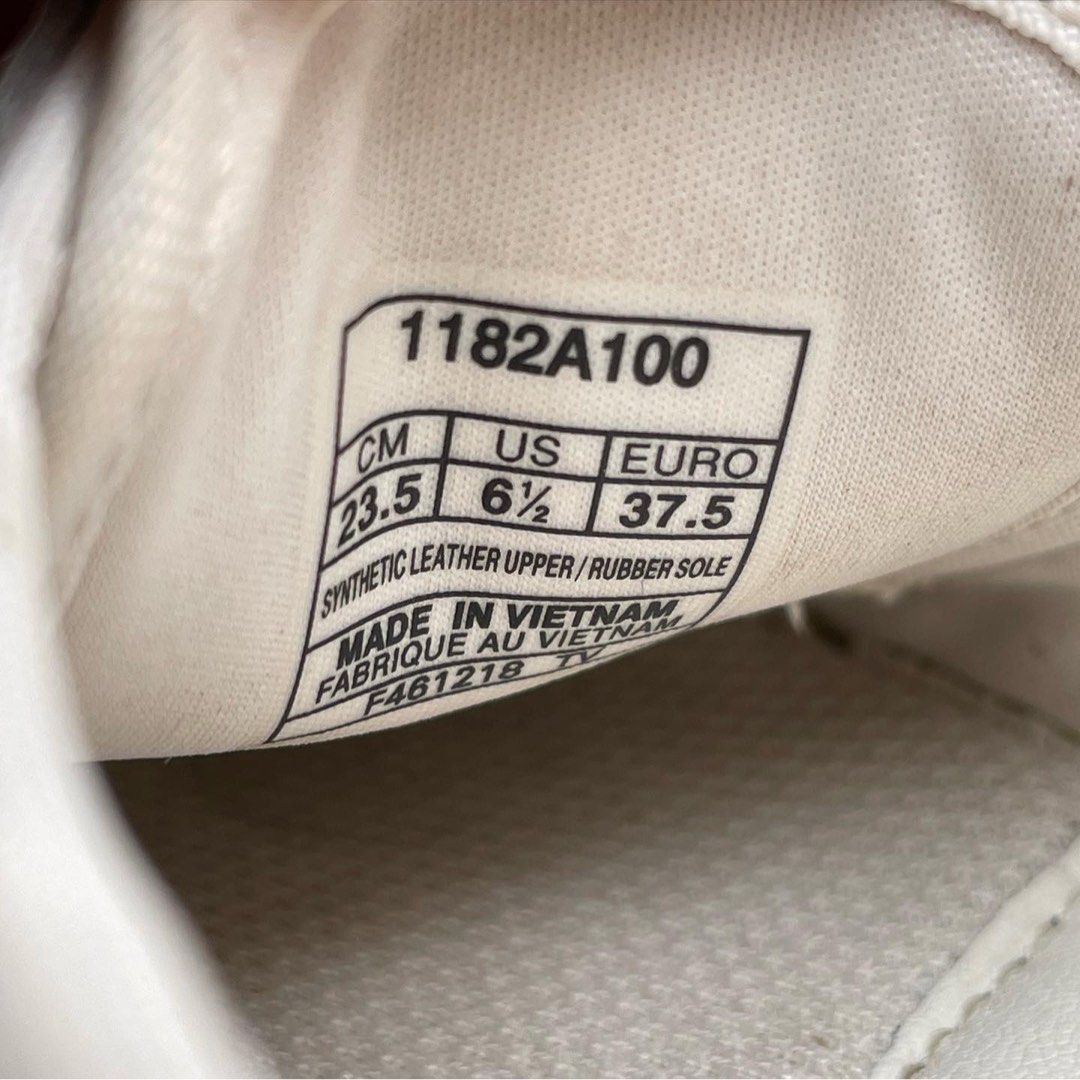 1182A100
CM US EURO
23.5 6½ 37.5
SYNTHETIC LEATHER UPPER/RUBBER SOLE
MADE IN VIETNAM
FABRIQUE AU VIETNAM
F461218 TV